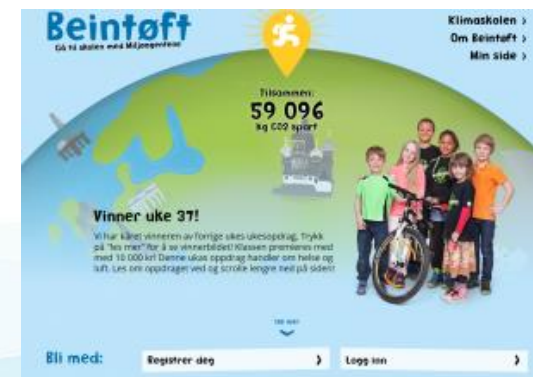 Beintøft
Gå til skolen med Miljøagentene
Klimaskolen >
Om Beintøft >
Min side >
Tilsammen:
59 096
kg CO2 spart
Vinner uke 37!
Vi har kåret vinneren av forrige ukes ukesoppdrag. Trykk
på "les mer" for å se vinnerbildet! Klassen premieres med
med 10 000 kr! Denne ukas oppdrag handler om helse og
luft. Les om oppdraget ved og scrolle lengre ned på siden!
Bli med:
Registrer deg >
Logg inn >